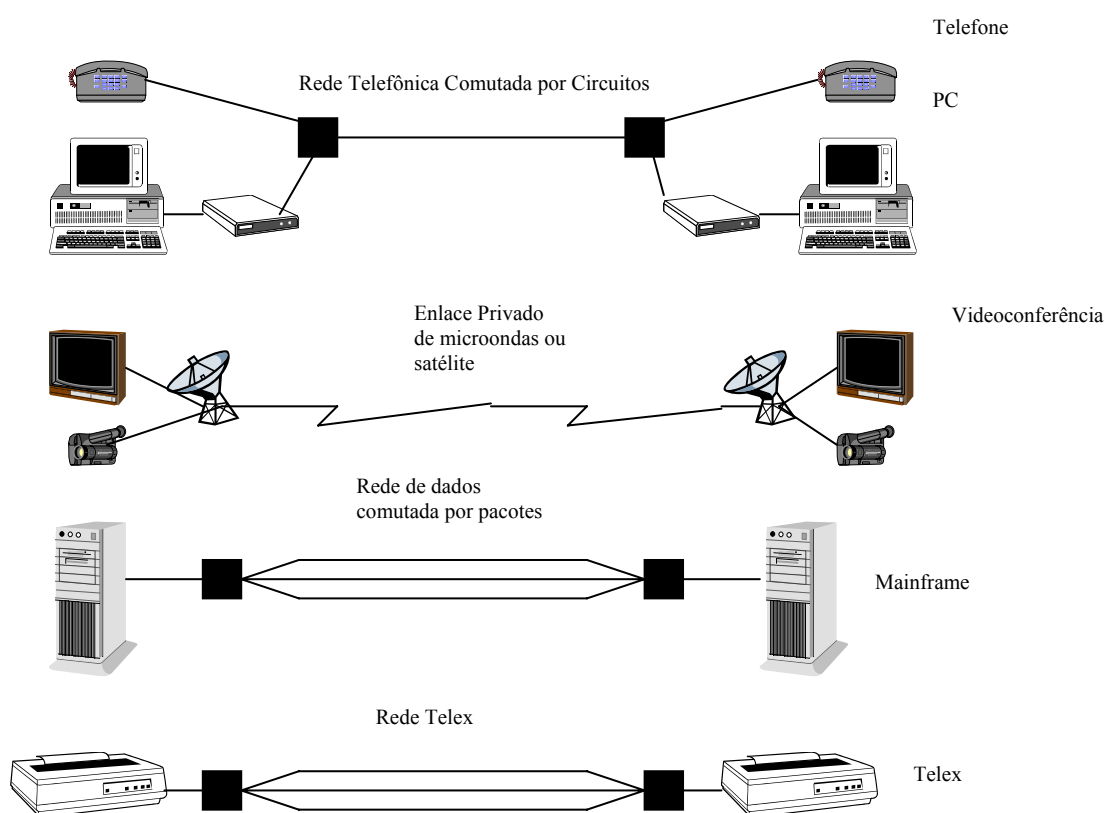 Telefone
Rede Telefônica Comutada por Circuitos
PC
Enlace Privado
de microondas ou
satélite
Videoconferência
Rede de dados
comutada por pacotes
Mainframe
Rede Telex
Telex